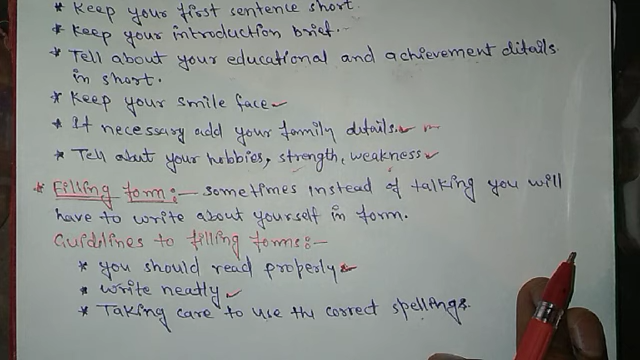 * Keep your first sentence short.
* Keep your introduction brief.
* Tell about your educational and achievement ditails
in short.
* Keep your smile face
* If necessary add your family ditails.
* Tell about your hobbies, strength, weakness
* Filling form:- sometimes instead of talking you will
have to write about yourself in form.
Guidelines to filling forms:-
* you should read properly
* write neatly
* Taking care to use the correct spellings.